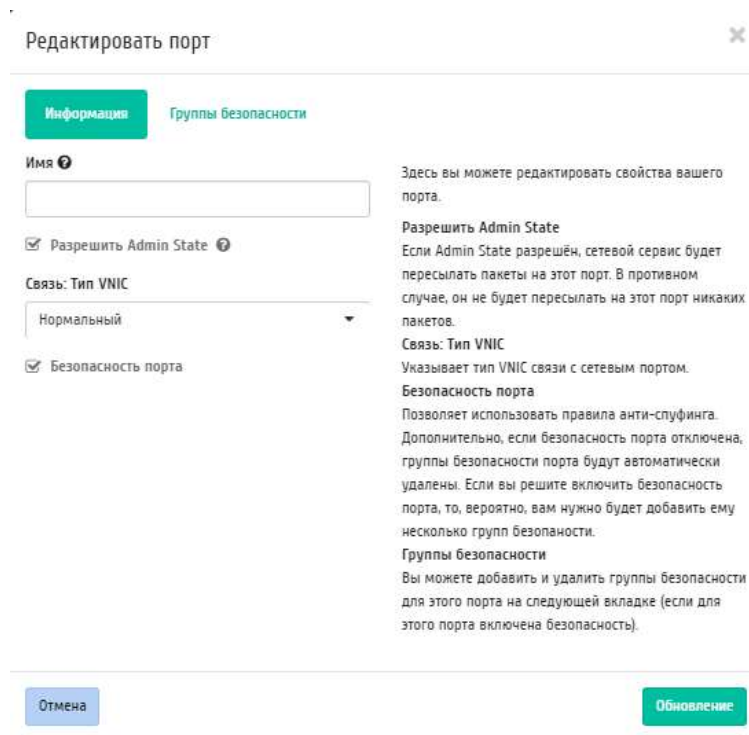 Редактировать порт
Информация
Группы безопасности
Имя
Разрешить Admin State
Связь: Тип VNIC
Нормальный
Безопасность порта
Здесь вы можете редактировать свойства вашего
порта.
Разрешить Admin State
Если Admin State разрешён, сетевой сервис будет
пересылать пакеты на этот порт. В противном
случае, он не будет пересылать на этот порт никаких
пакетов.
Связь: Тип VNIC
Указывает тип VNIC связи с сетевым портом.
Безопасность порта
Позволяет использовать правила анти-спуфинга.
Дополнительно, если безопасность порта отключена,
группы безопасности порта будут автоматически
удалены. Если вы решите включить безопасность
порта, то, вероятно, вам нужно будет добавить ему
несколько групп безопаности.
Группы безопасности
Вы можете добавить и удалить группы безопасности
для этого порта на следующей вкладке (если для
этого порта включена безопасность).
Отмена
Обновление